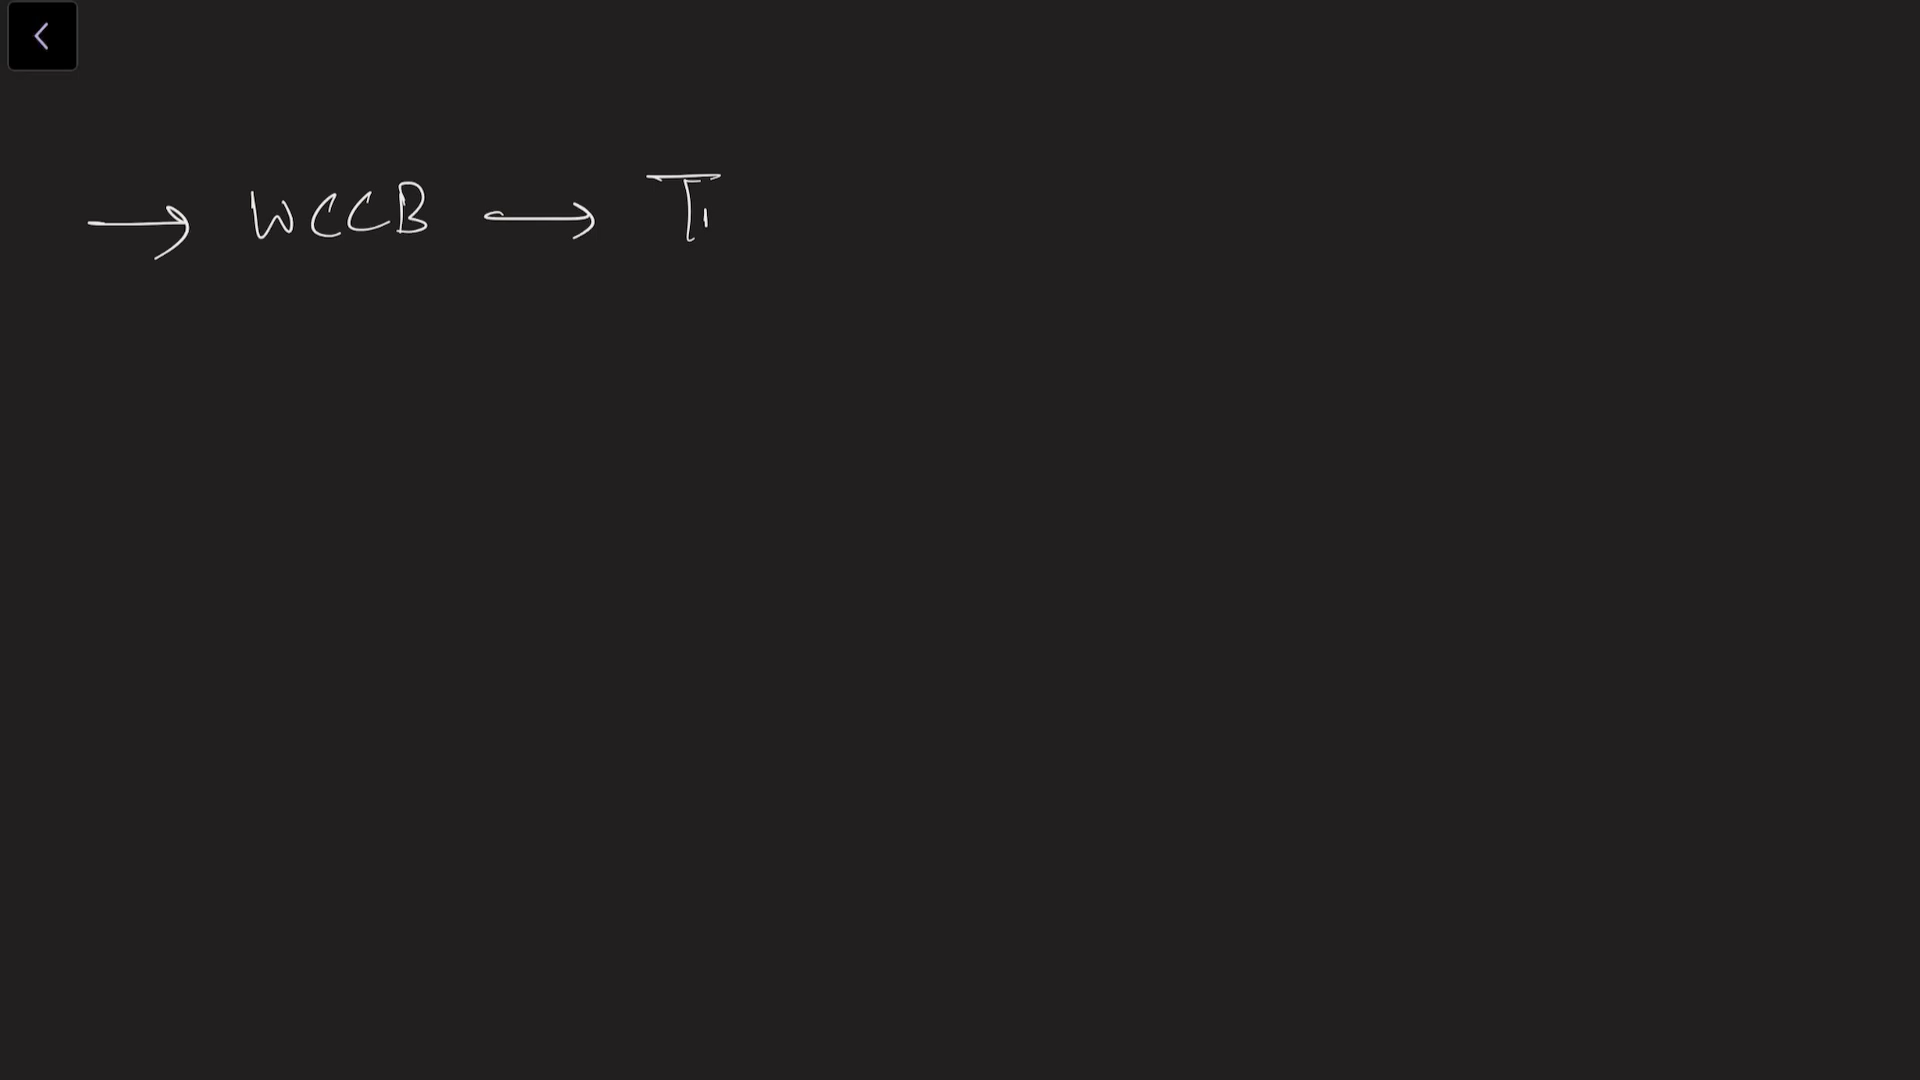 → WCCB → Ti